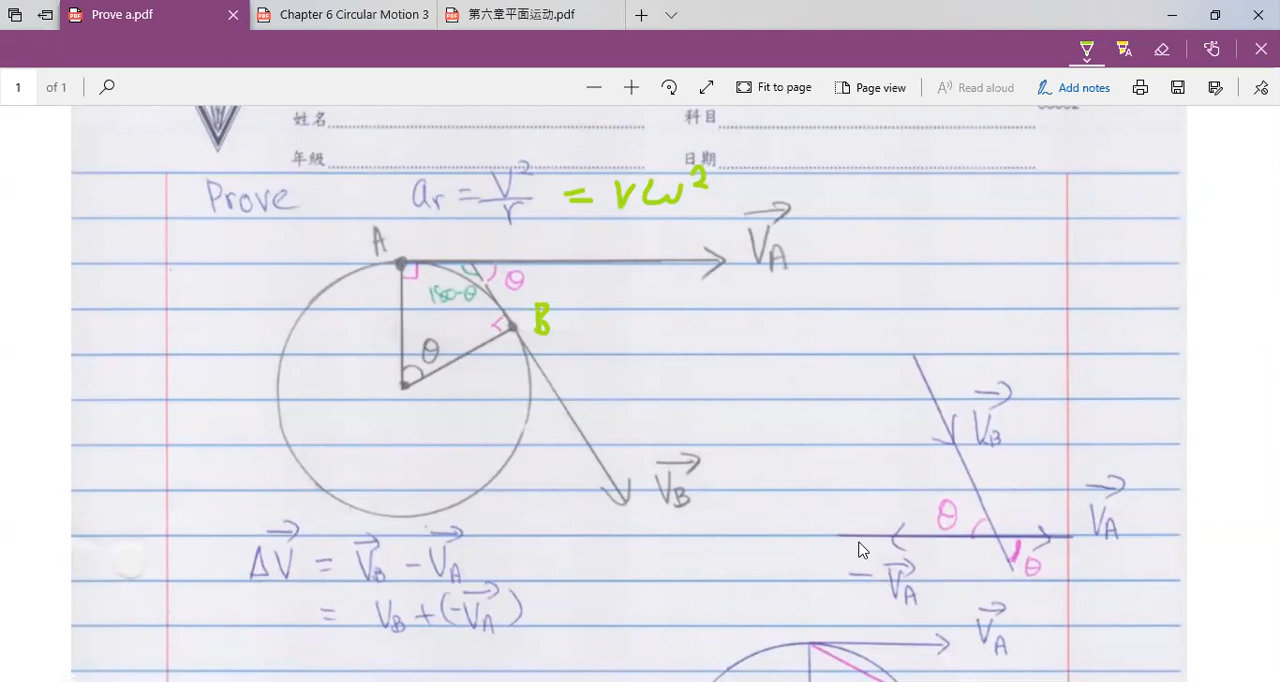 Prove a.pdf
Chapter 6 Circular Motion 3
第六章平面运动.pdf
1 of 1
Fit to page
Page view
Read aloud
Add notes
姓名
科目
年級
日期
Prove ar = V²/r = rω²
A
VA
θ
180-θ
B
θ
VB
VB
θ
VA
θ
-VA
ΔV = VB - VA
= VB + (-VA)
VA